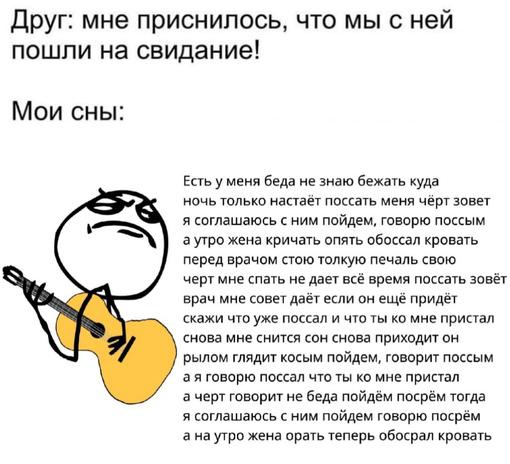 Друг: мне приснилось, что мы с ней
пошли на свидание!
Мои сны:
Есть у меня беда не знаю бежать куда
ночь только настаёт поссать меня чёрт зовет
я соглашаюсь с ним пойдем, говорю поссым
а утро жена кричать опять обоссал кровать
перед врачом стою толкую печаль свою
черт мне спать не дает всё время поссать зовёт
врач мне совет даёт если он ещё придёт
скажи что уже поссал и что ты ко мне пристал
снова мне снится сон снова приходит он
рылом глядит косым пойдем, говорит поссым
а я говорю поссал что ты ко мне пристал
а черт говорит не беда пойдём посрём тогда
я соглашаюсь с ним пойдем говорю посрём
а на утро жена орать теперь обосрал кровать